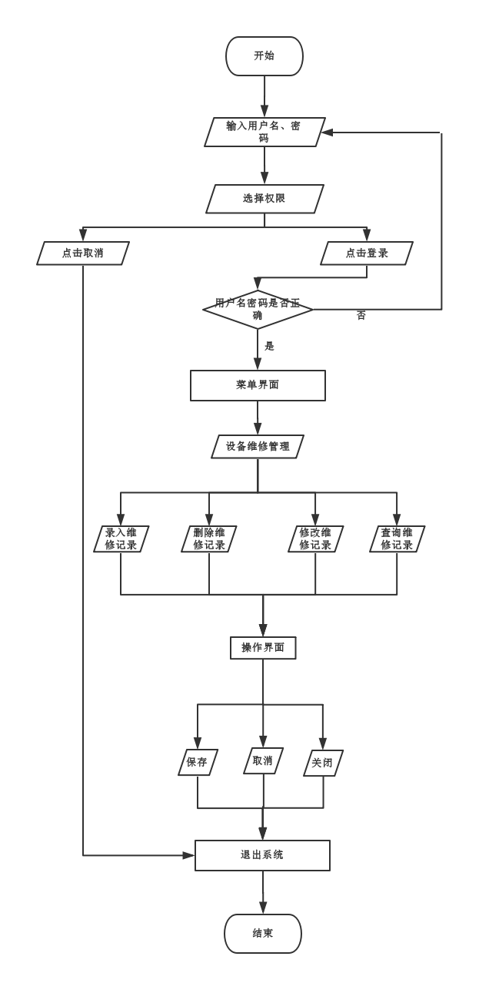 开始
输入用户名、密
码
选择权限
点击取消
点击登录
用户名密码是否正
确
否
是
菜单界面
设备维修管理
录入维
修记录
删除维
修记录
修改维
修记录
查询维
修记录
操作界面
保存
取消
关闭
退出系统
结束